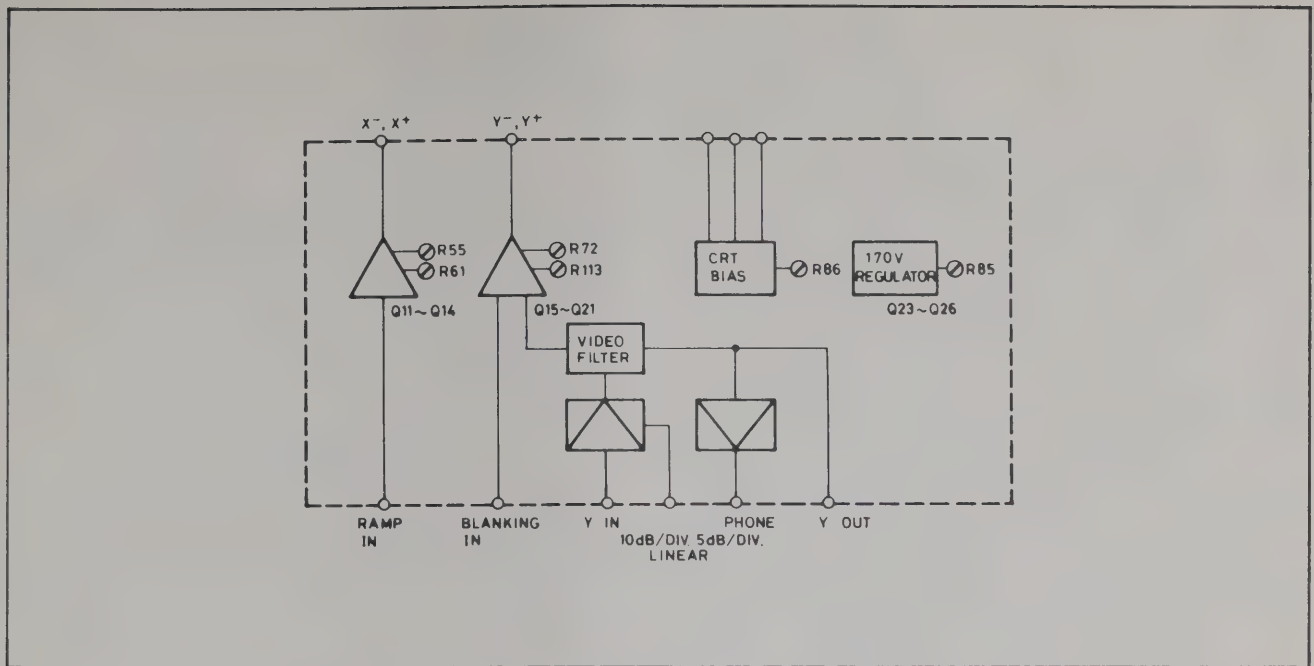 X⁻, X⁺
Y⁻, Y⁺
R55
R61
Q11~Q14
R72
R113
Q15~Q21
CRT
BIAS
R86
170V
REGULATOR
R85
Q23~Q26
VIDEO
FILTER
RAMP
IN
BLANKING
IN
Y IN
10dB/DIV. 5dB/DIV.
LINEAR
PHONE
Y OUT